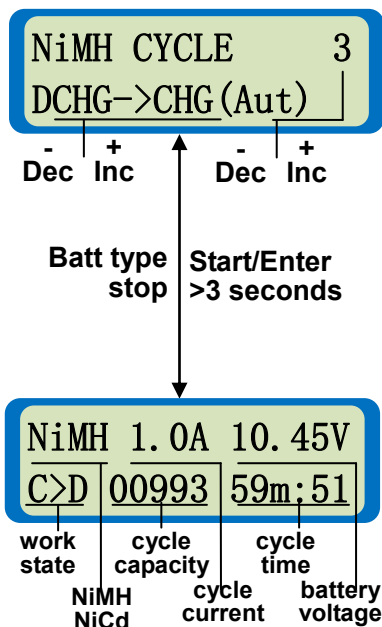 NiMH CYCLE 3
DCHG->CHG(Aut)
- + - +
Dec Inc Dec Inc
Batt type Start/Enter
stop >3 seconds
NiMH 1.0A 10.45V
C>D 00993 59m:51
work cycle cycle
state capacity time
NiMH cycle battery
NiCd current voltage